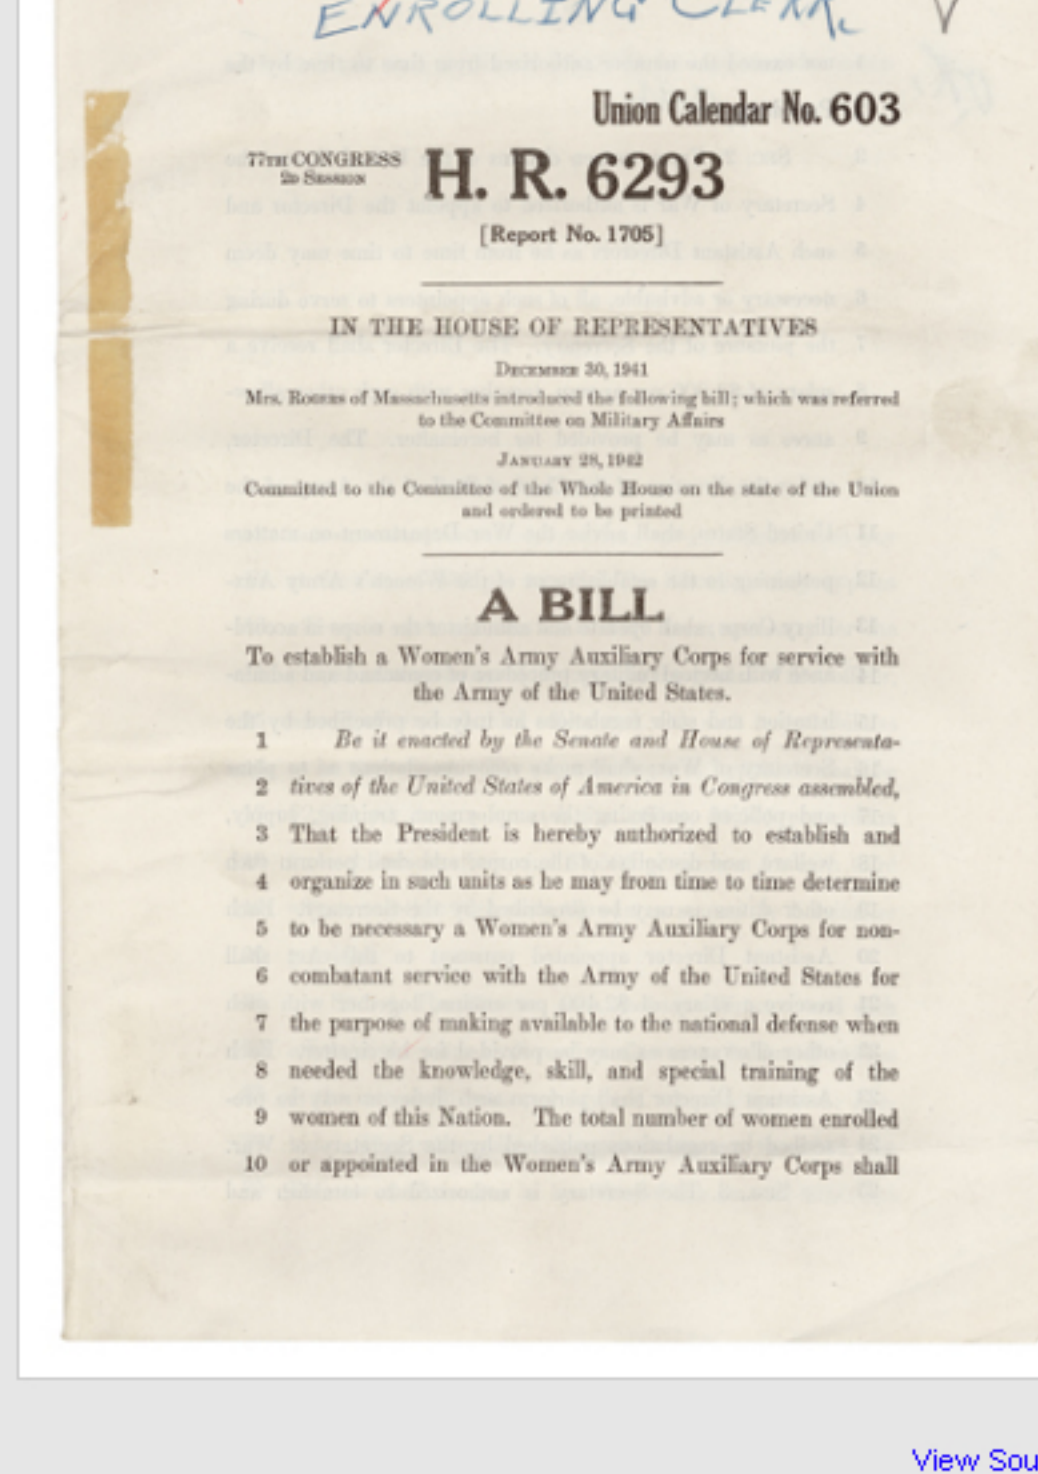 ENROLLING CLERK.
Union Calendar No. 603
77TH CONGRESS
2D SESSION
H. R. 6293
[Report No. 1705]
IN THE HOUSE OF REPRESENTATIVES
DECEMBER 30, 1941
Mrs. ROGERS of Massachusetts introduced the following bill; which was referred
to the Committee on Military Affairs
JANUARY 28, 1942
Committed to the Committee of the Whole House on the state of the Union
and ordered to be printed
A BILL
To establish a Women's Army Auxiliary Corps for service with
the Army of the United States.
1 Be it enacted by the Senate and House of Representa-
2 tives of the United States of America in Congress assembled,
3 That the President is hereby authorized to establish and
4 organize in such units as he may from time to time determine
5 to be necessary a Women's Army Auxiliary Corps for non-
6 combatant service with the Army of the United States for
7 the purpose of making available to the national defense when
8 needed the knowledge, skill, and special training of the
9 women of this Nation. The total number of women enrolled
10 or appointed in the Women's Army Auxiliary Corps shall
View Sou